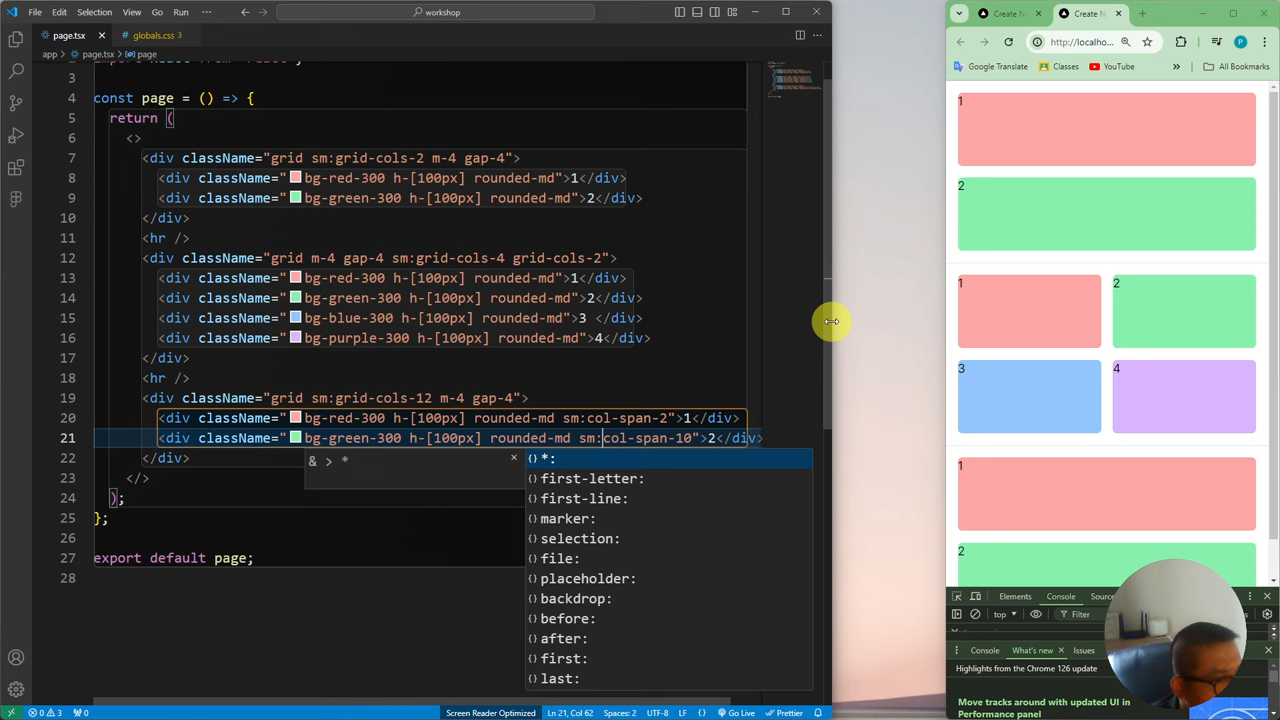 File Edit Selection View Go Run ··· workshop
page.tsx globals.css 3
app > page.tsx > page
3
4 const page = () => {
5 return (
6 <>
7 <div className="grid sm:grid-cols-2 m-4 gap-4">
8 <div className="bg-red-300 h-[100px] rounded-md">1</div>
9 <div className="bg-green-300 h-[100px] rounded-md">2</div>
10 </div>
11 <hr />
12 <div className="grid m-4 gap-4 sm:grid-cols-4 grid-cols-2">
13 <div className="bg-red-300 h-[100px] rounded-md">1</div>
14 <div className="bg-green-300 h-[100px] rounded-md">2</div>
15 <div className="bg-blue-300 h-[100px] rounded-md">3 </div>
16 <div className="bg-purple-300 h-[100px] rounded-md">4</div>
17 </div>
18 <hr />
19 <div className="grid sm:grid-cols-12 m-4 gap-4">
20 <div className="bg-red-300 h-[100px] rounded-md sm:col-span-2">1</div>
21 <div className="bg-green-300 h-[100px] rounded-md sm:col-span-10">2</div>
22 </div>
23 </>
24 );
25 };
26
27 export default page;
28
& > *
{} *:
{} first-letter:
{} first-line:
{} marker:
{} selection:
{} file:
{} placeholder:
{} backdrop:
{} before:
{} after:
{} first:
{} last:
0 3 0 Screen Reader Optimized Ln 21, Col 62 Spaces: 2 UTF-8 LF TypeScript JSX Go Live Prettier
Create N Create N
http://localho...
Google Translate Classes YouTube » All Bookmarks
1
2
1 2
3 4
1
2
Elements Console
top Filter
Console What's new Issues
Highlights from the Chrome 126 update
Move tracks around with updated UI in
Performance panel